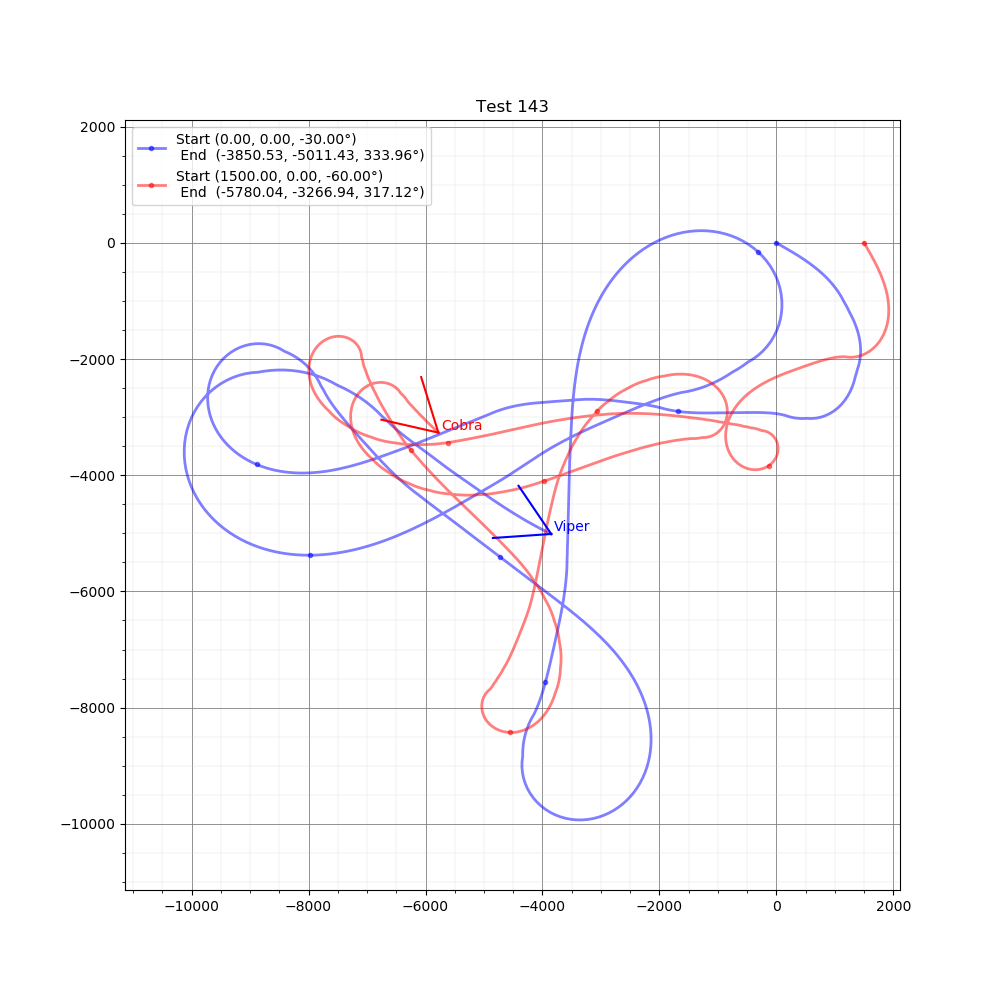 Test 143
Start (0.00, 0.00, -30.00°)
End (-3850.53, -5011.43, 333.96°)
Start (1500.00, 0.00, -60.00°)
End (-5780.04, -3266.94, 317.12°)
2000
0
−2000
−4000
−6000
−8000
−10000
Cobra
Viper
−10000 −8000 −6000 −4000 −2000 0 2000